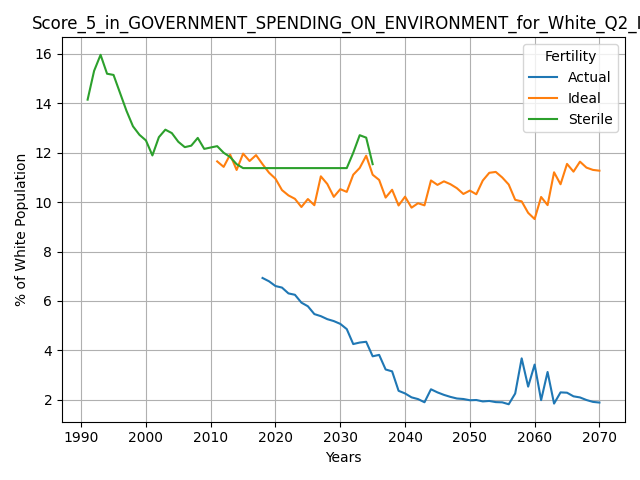 Score_5_in_GOVERNMENT_SPENDING_ON_ENVIRONMENT_for_White_Q2_I
Fertility
Actual
Ideal
Sterile
% of White Population
16
14
12
10
8
6
4
2
1990 2000 2010 2020 2030 2040 2050 2060 2070
Years